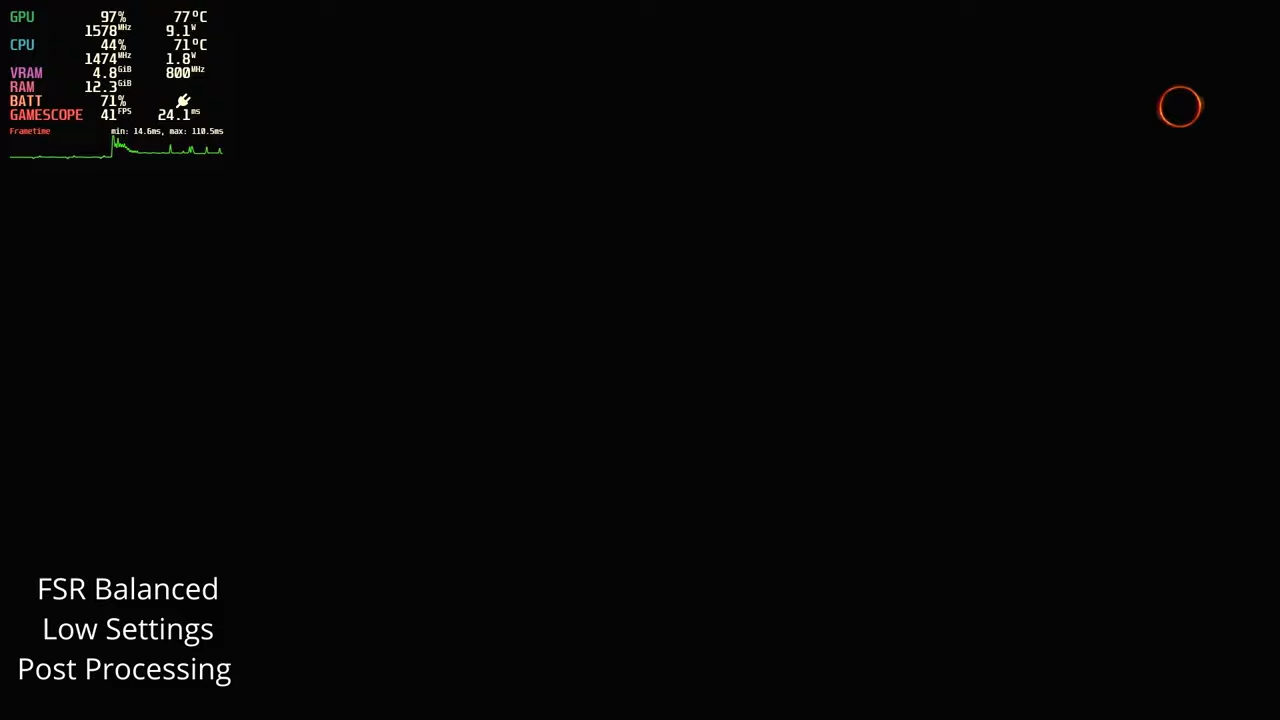 GPU 97% 77°C
1578MHz 9.1W
CPU 44% 71°C
1474MHz 1.8W
VRAM 4.8GiB 800MHz
RAM 12.3GiB
BATT 71%
GAMESCOPE 41FPS 24.1ms
Frametime min: 14.6ms, max: 110.5ms
FSR Balanced
Low Settings
Post Processing